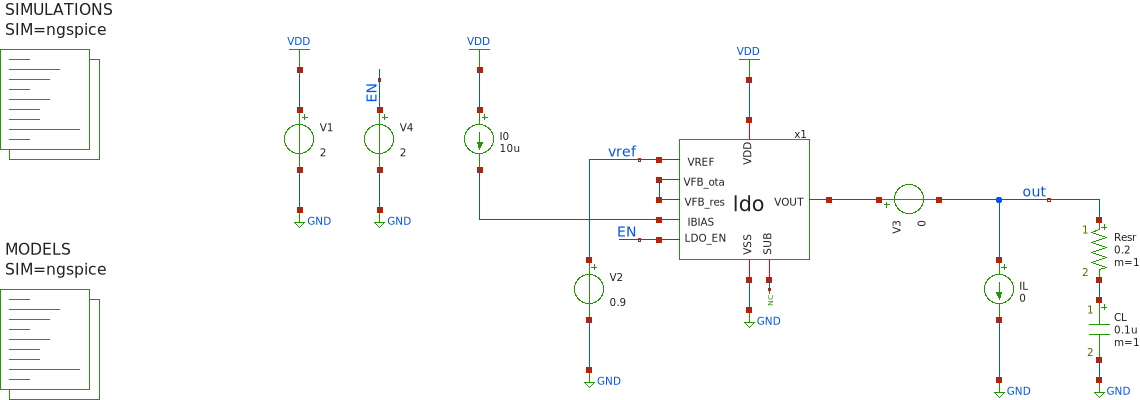 SIMULATIONS
SIM=ngspice
VDD
V1
2
GND
EN
V4
2
GND
VDD
I0
10u
vref
EN
V2
0.9
GND
VDD
x1
VDD
VREF
VFB_ota
VFB_res
IBIAS
LDO_EN
ldo
VOUT
VSS
SUB
NC
GND
V3
0
out
IL
0
GND
1
Resr
0.2
m=1
2
1
CL
0.1u
m=1
2
GND
MODELS
SIM=ngspice